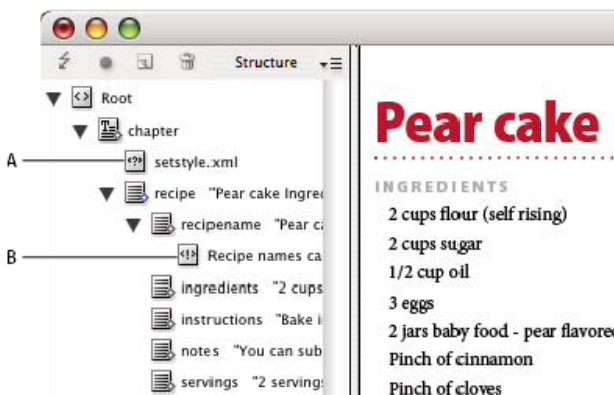 Structure
Root
chapter
A
setstyle.xml
recipe "Pear cake Ingre
recipename "Pear ca
B
Recipe names ca
ingredients "2 cups
instructions "Bake i
notes "You can sub
servings "2 serving
Pear cake
INGREDIENTS
2 cups flour (self rising)
2 cups sugar
1/2 cup oil
3 eggs
2 jars baby food - pear flavored
Pinch of cinnamon
Pinch of cloves